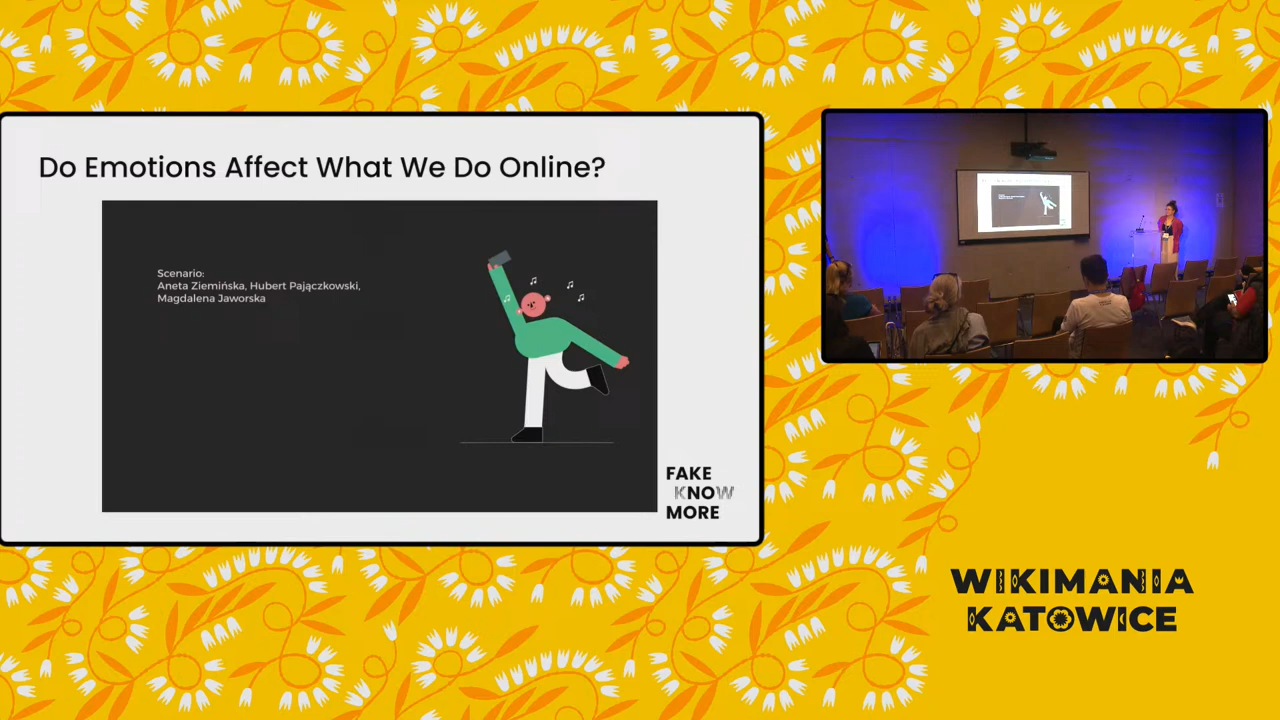 Do Emotions Affect What We Do Online?
Scenario:
Aneta Ziemińska, Hubert Pajączkowski,
Magdalena Jaworska
FAKE
KNOW
MORE
WIKIMANIA
KATOWICE